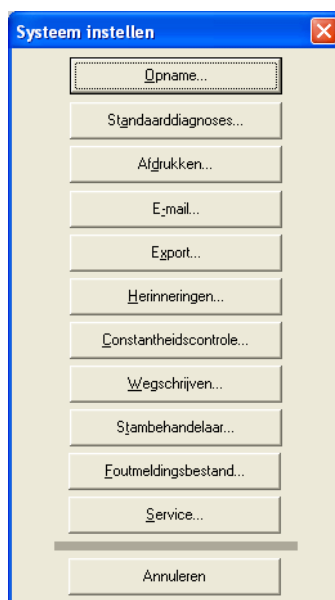 Systeem instellen
Opname...
Standaarddiagnoses...
Afdrukken...
E-mail...
Export...
Herinneringen...
Constantheidscontrole...
Wegschrijven...
Stambehandelaar...
Foutmeldingsbestand...
Service...
Annuleren